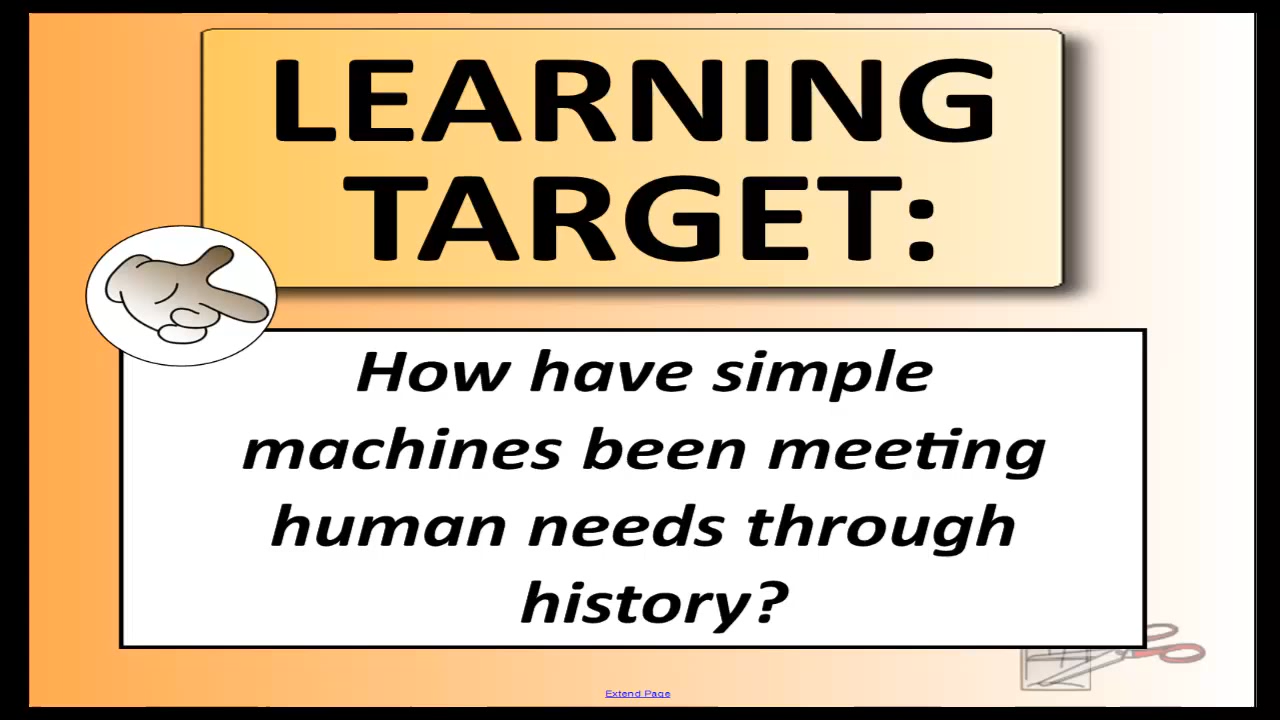 LEARNING
TARGET:
How have simple
machines been meeting
human needs through
history?
Extend Page